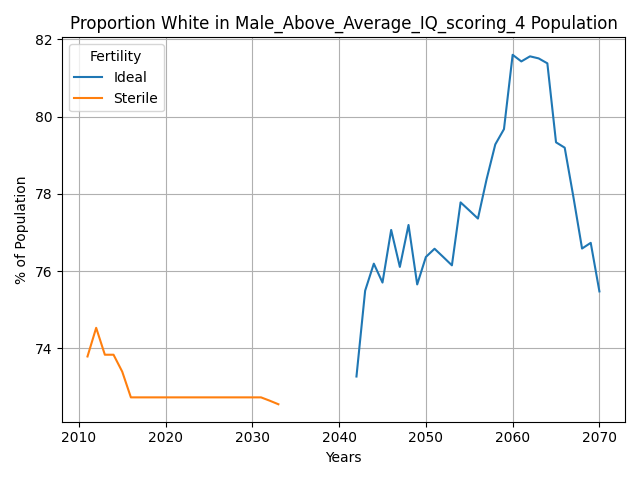 Proportion White in Male_Above_Average_IQ_scoring_4 Population
82
Fertility
Ideal
Sterile
80
78
76
74
% of Population
2010 2020 2030 2040 2050 2060 2070
Years